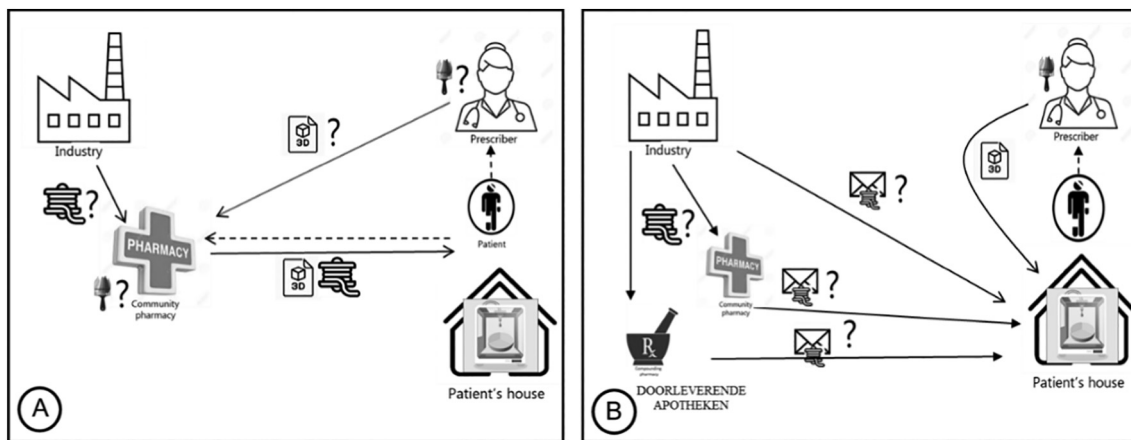 Industry
?
3D
?
?
Prescriber
Patient
PHARMACY
?
Community
pharmacy
3D
Patient's house
A
Industry
?
Prescriber
3D
?
?
PHARMACY
Community
pharmacy
?
?
Rx
Compounding
pharmacy
DOORLEVERENDE
APOTHEKEN
Patient's house
B